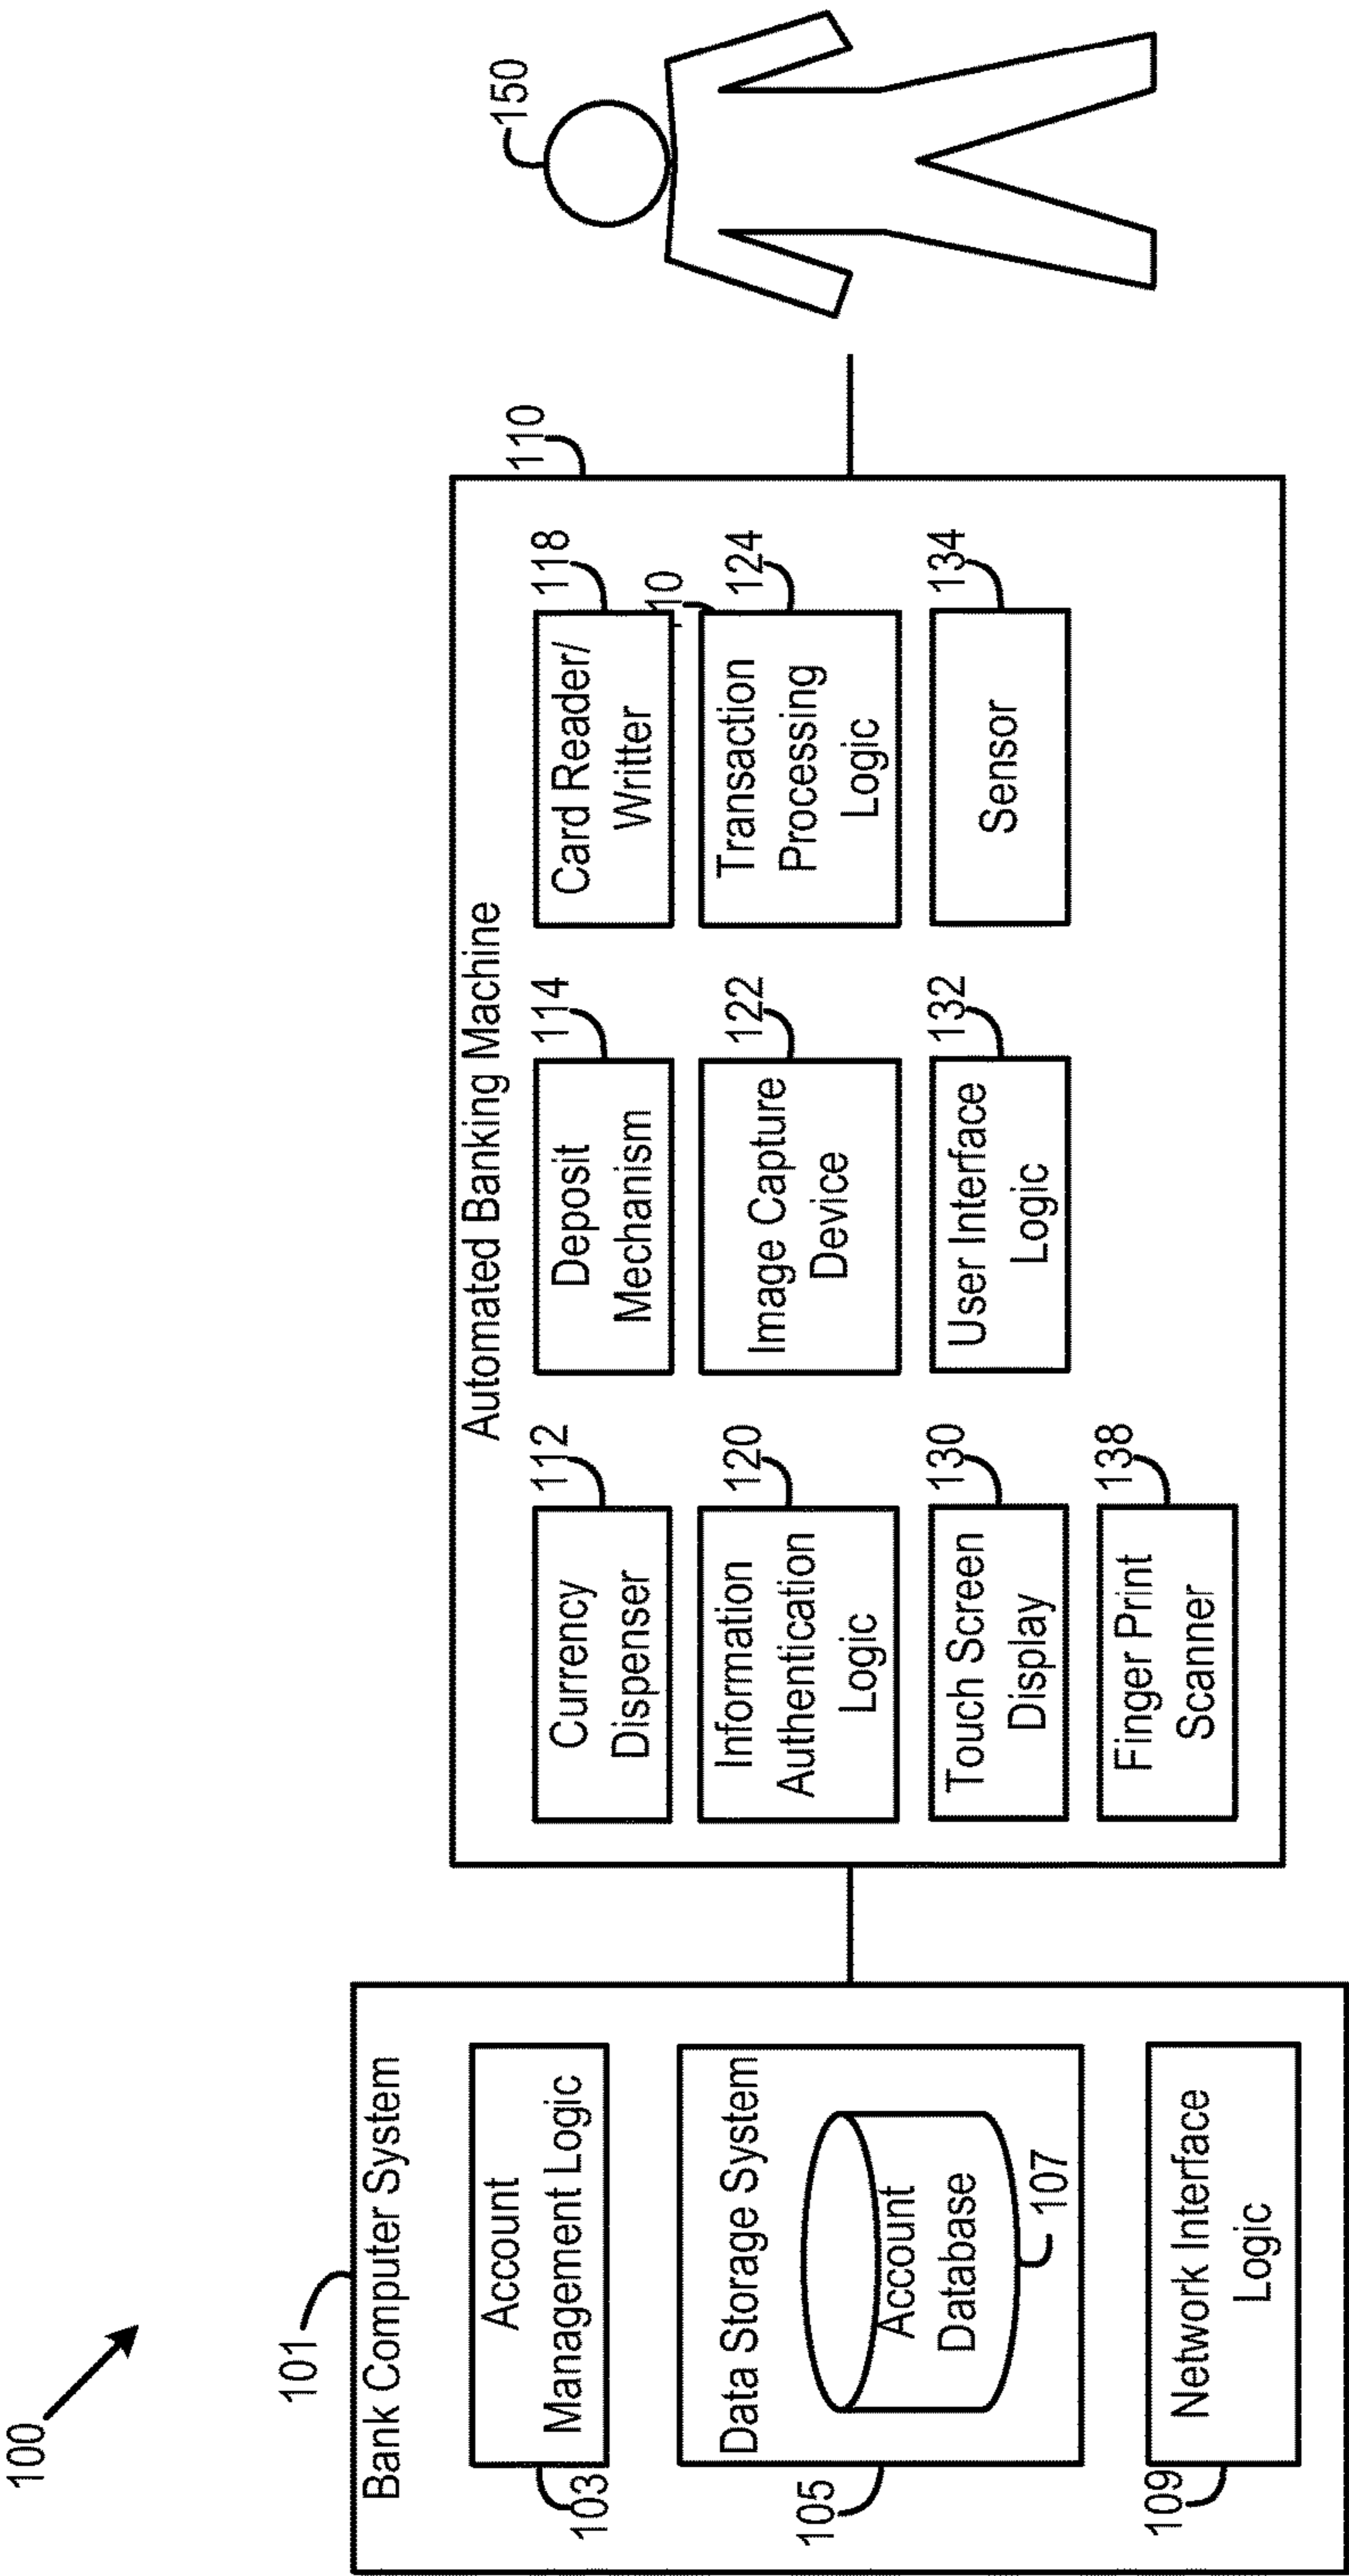 100
101
Bank Computer System
Account
Management Logic
103
Data Storage System
Account
Database
107
105
Network Interface
Logic
109
110
Automated Banking Machine
112
Currency
Dispenser
114
Deposit
Mechanism
118
Card Reader/
Writter
120
Information
Authentication
Logic
122
Image Capture
Device
10
124
Transaction
Processing
Logic
130
Touch Screen
Display
132
User Interface
Logic
134
Sensor
138
Finger Print
Scanner
150